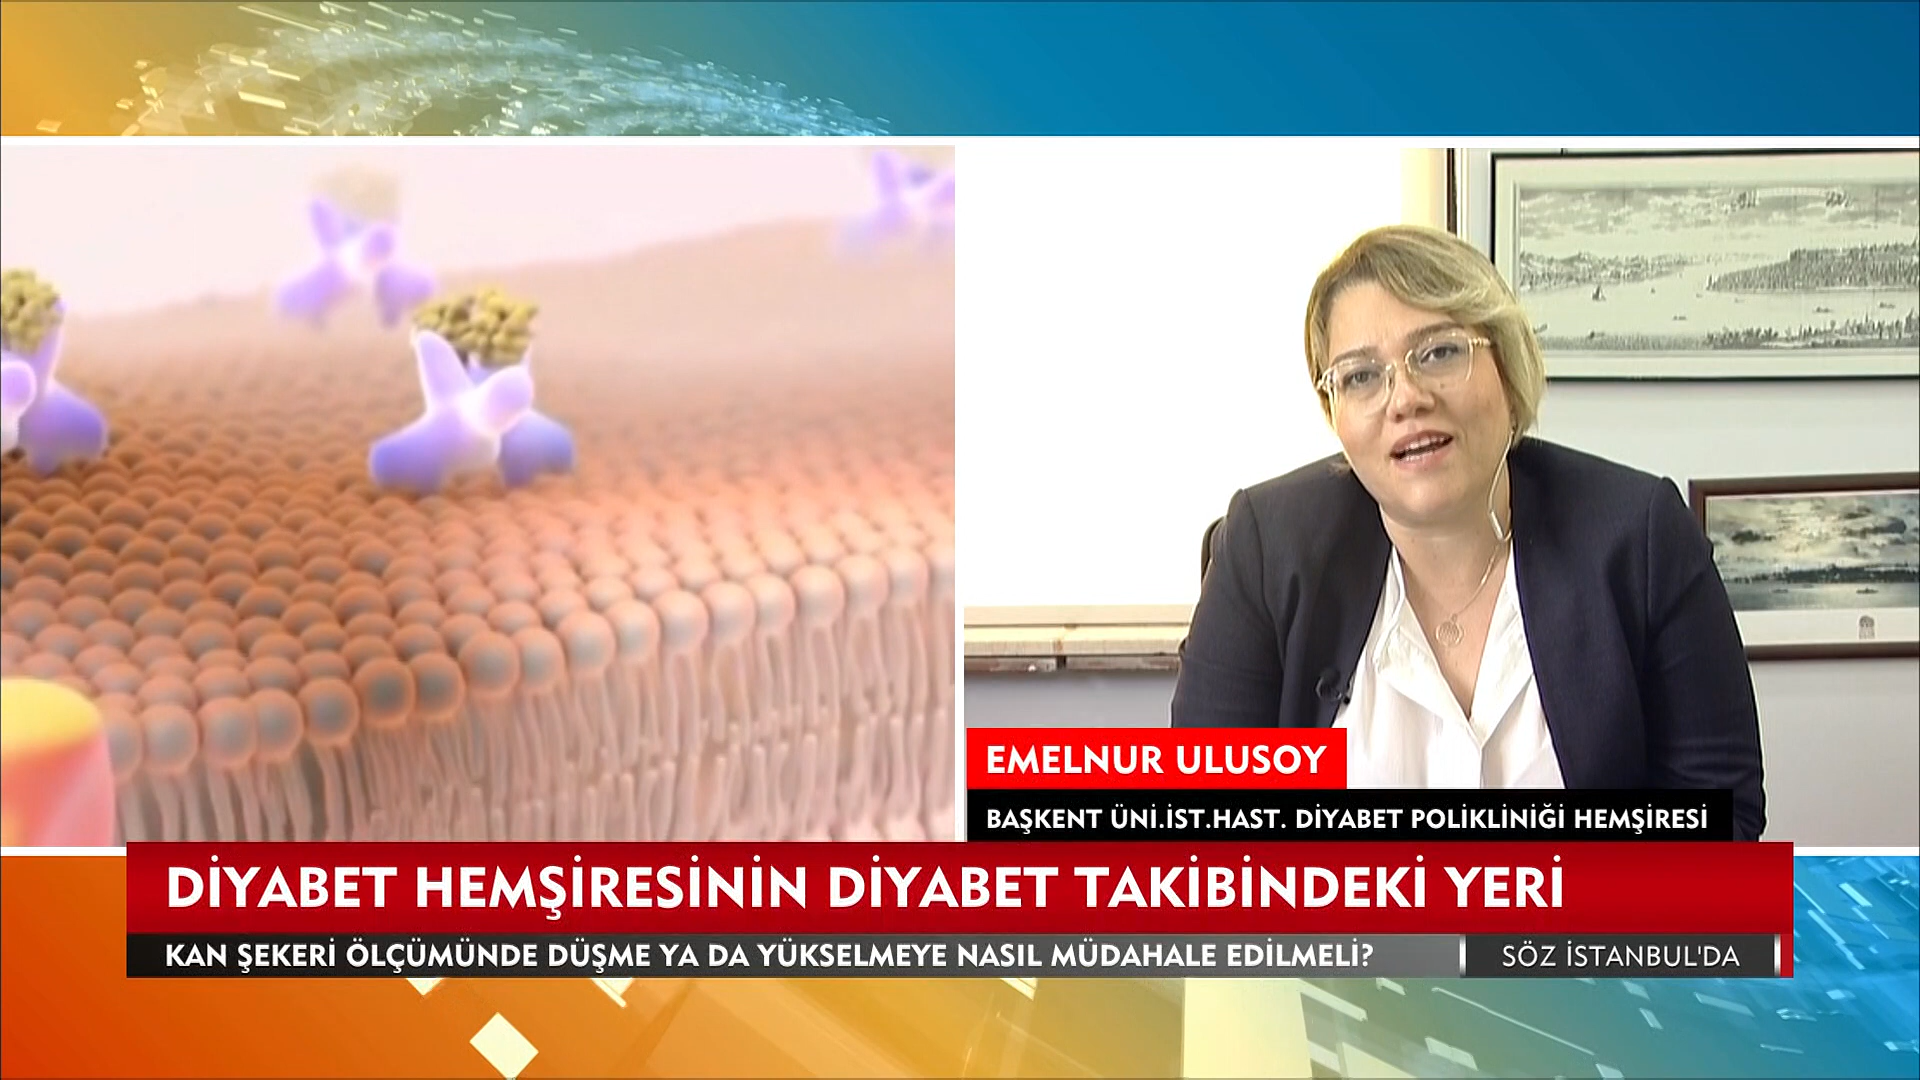 EMELNUR ULUSOY
BAŞKENT ÜNİ.İST.HAST. DİYABET POLİKLİNİĞİ HEMŞİRESİ
DİYABET HEMŞİRESİNİN DİYABET TAKİBİNDEKİ YERİ
KAN ŞEKERİ ÖLÇÜMÜNDE DÜŞME YA DA YÜKSELMEYE NASIL MÜDAHALE EDİLMELİ?
SÖZ İSTANBUL'DA